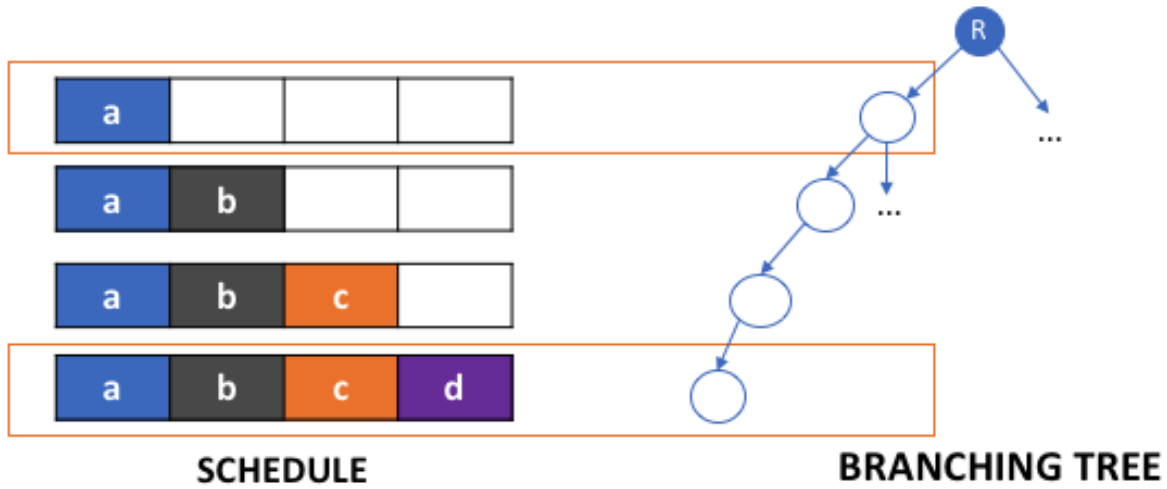 R
a
...
a b
...
a b c
a b c d
SCHEDULE
BRANCHING TREE